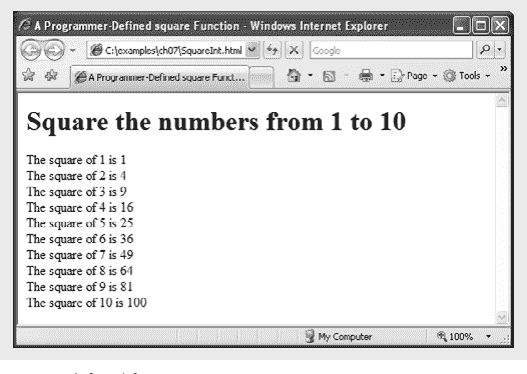 A Programmer-Defined square Function - Windows Internet Explorer
C:\examples\ch07\SquareInt.html
Google
A Programmer-Defined square Funct...
Page
Tools
»
Square the numbers from 1 to 10
The square of 1 is 1
The square of 2 is 4
The square of 3 is 9
The square of 4 is 16
The square of 5 is 25
The square of 6 is 36
The square of 7 is 49
The square of 8 is 64
The square of 9 is 81
The square of 10 is 100
My Computer
100%